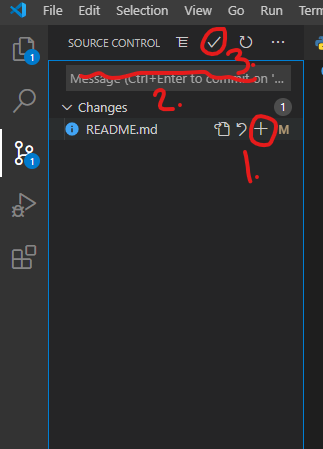 File Edit Selection View Go Run Term
1
SOURCE CONTROL
3.
Message (Ctrl+Enter to commit on '...
2.
Changes 1
README.md M
1
1.